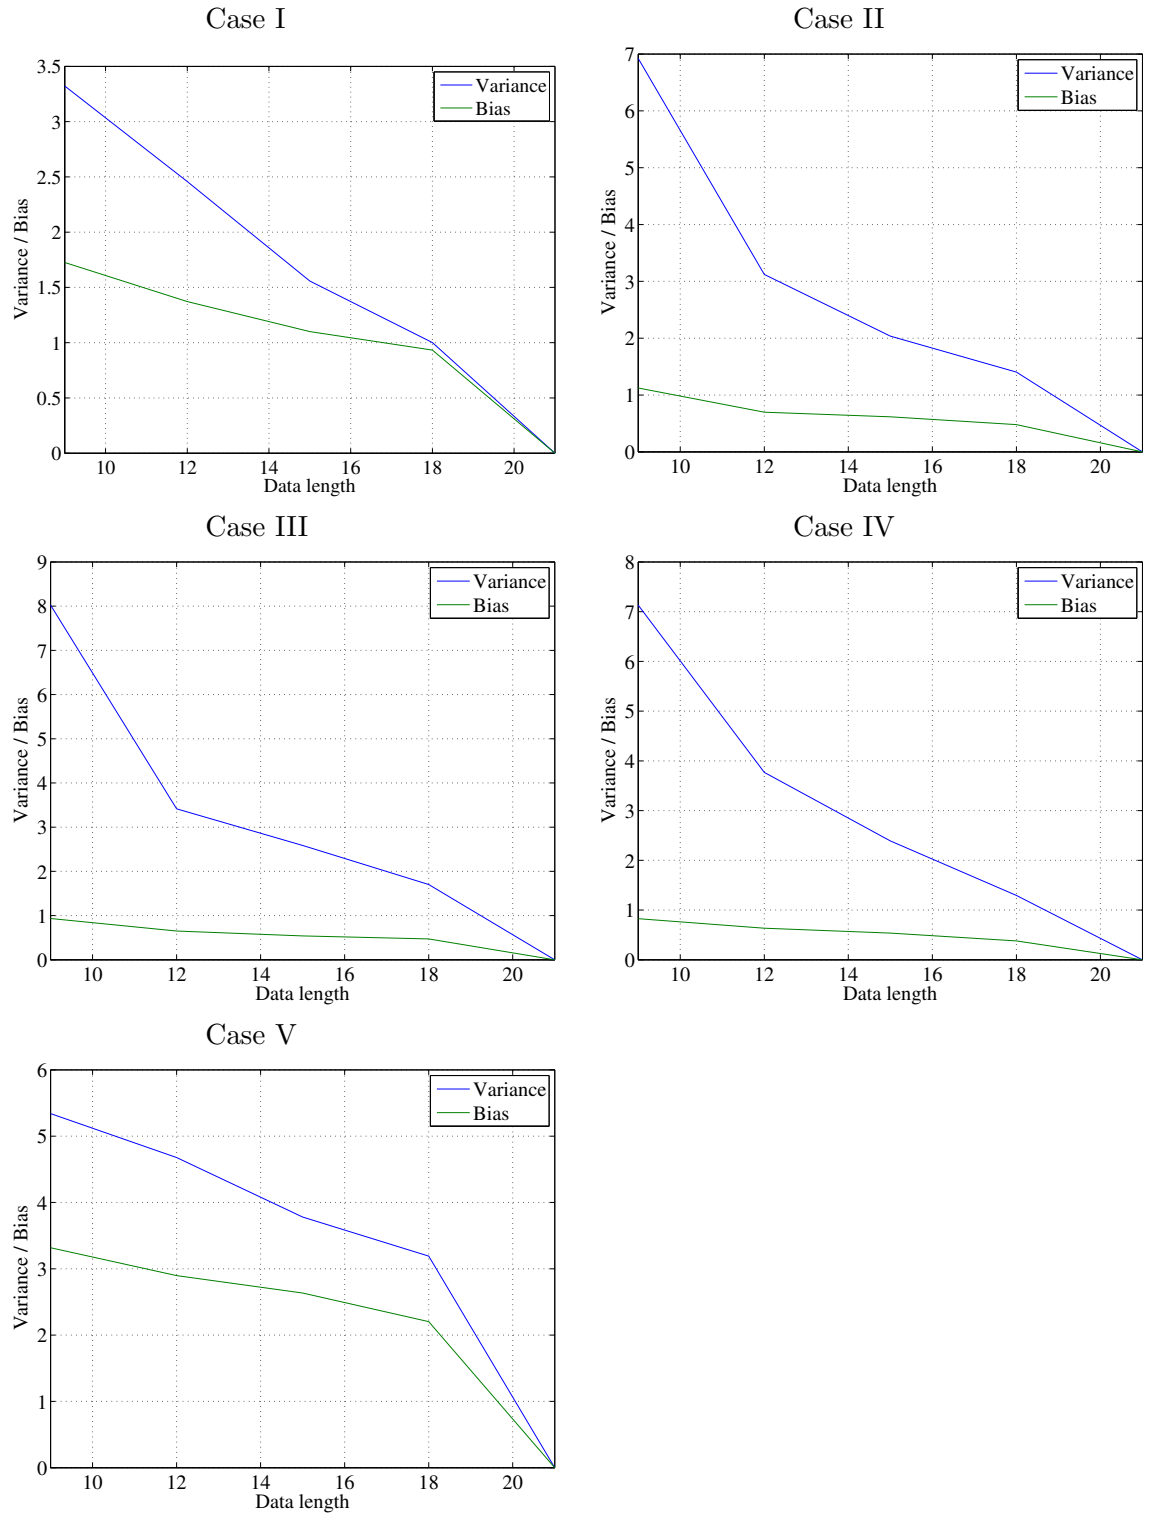 Case I
3.5
3
2.5
2
1.5
1
0.5
0
Variance / Bias
Variance
Bias
10 12 14 16 18 20
Data length
Case II
7
6
5
4
3
2
1
0
Variance / Bias
Variance
Bias
10 12 14 16 18 20
Data length
Case III
9
8
7
6
5
4
3
2
1
0
Variance / Bias
Variance
Bias
10 12 14 16 18 20
Data length
Case IV
8
7
6
5
4
3
2
1
0
Variance / Bias
Variance
Bias
10 12 14 16 18 20
Data length
Case V
6
5
4
3
2
1
0
Variance / Bias
Variance
Bias
10 12 14 16 18 20
Data length